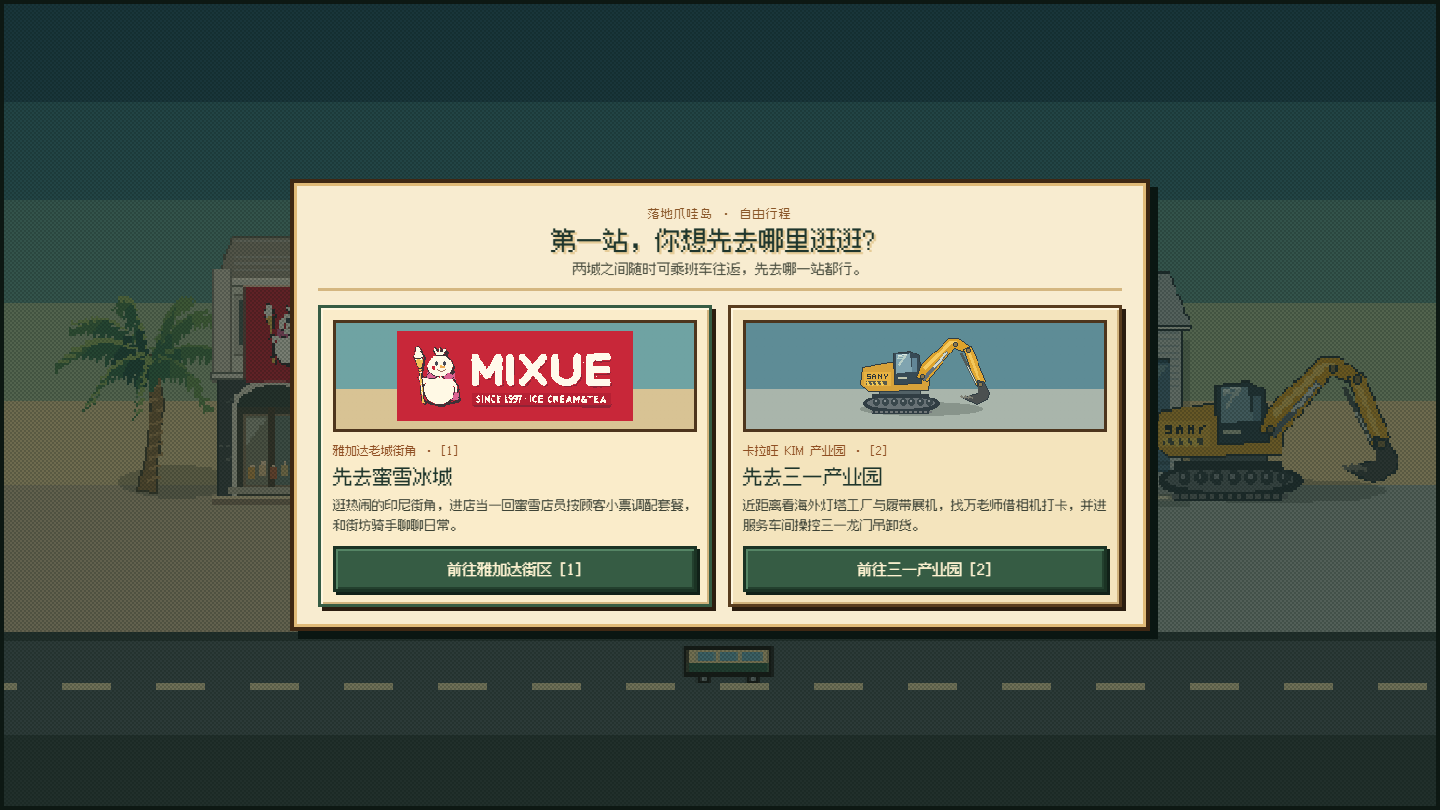 落地爪哇岛 · 自由行程
第一站，你想先去哪里逛逛？
两城之间随时可乘班车往返，先去哪一站都行。
MIXUE
SINCE 1997 · ICE CREAM&TEA
雅加达老城街角 · [1]
先去蜜雪冰城
逛热闹的印尼街角，进店当一回蜜雪店员按顾客小票调配套餐，
和街坊骑手聊聊日常。
前往雅加达街区 [1]
SANY
卡拉旺 KIM 产业园 · [2]
先去三一产业园
近距离看海外灯塔工厂与履带展机，找万老师借相机打卡，并进
服务车间操控三一龙门吊卸货。
前往三一产业园 [2]
SANY